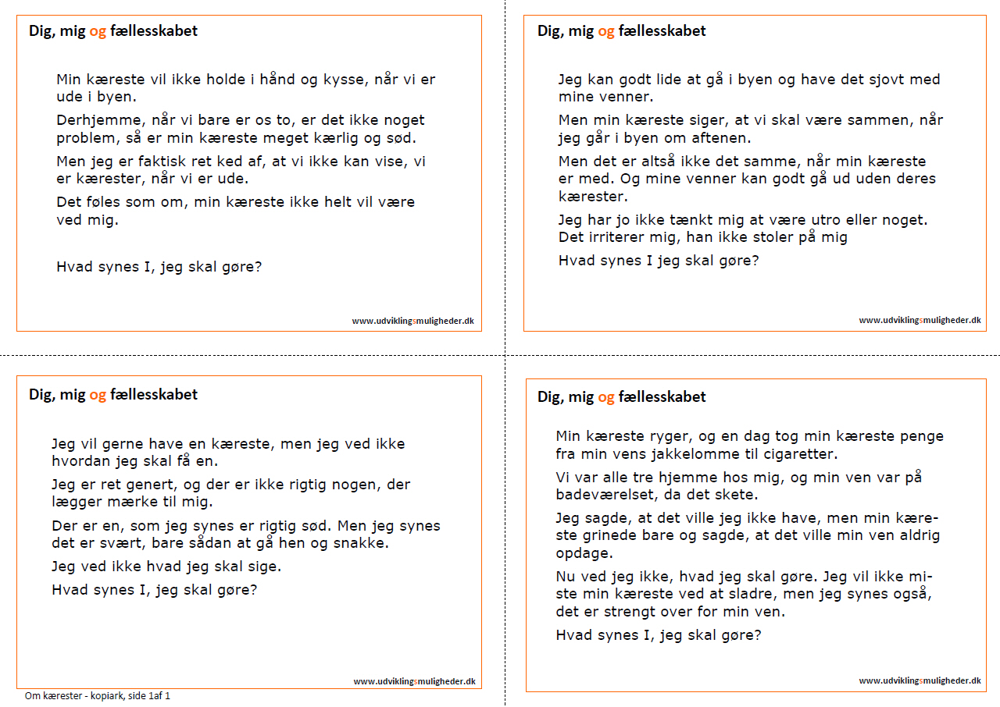 Dig, mig og fællesskabet
Min kæreste vil ikke holde i hånd og kysse, når vi er
ude i byen.
Derhjemme, når vi bare er os to, er det ikke noget
problem, så er min kæreste meget kærlig og sød.
Men jeg er faktisk ret ked af, at vi ikke kan vise, vi
er kærester, når vi er ude.
Det føles som om, min kæreste ikke helt vil være
ved mig.
Hvad synes I, jeg skal gøre?
www.udviklingsmuligheder.dk
Dig, mig og fællesskabet
Jeg kan godt lide at gå i byen og have det sjovt med
mine venner.
Men min kæreste siger, at vi skal være sammen, når
jeg går i byen om aftenen.
Men det er altså ikke det samme, når min kæreste
er med. Og mine venner kan godt gå ud uden deres
kærester.
Jeg har jo ikke tænkt mig at være utro eller noget.
Det irriterer mig, han ikke stoler på mig
Hvad synes I jeg skal gøre?
www.udviklingsmuligheder.dk
Dig, mig og fællesskabet
Jeg vil gerne have en kæreste, men jeg ved ikke
hvordan jeg skal få en.
Jeg er ret genert, og der er ikke rigtig nogen, der
lægger mærke til mig.
Der er en, som jeg synes er rigtig sød. Men jeg synes
det er svært, bare sådan at gå hen og snakke.
Jeg ved ikke hvad jeg skal sige.
Hvad synes I, jeg skal gøre?
www.udviklingsmuligheder.dk
Om kærester - kopiark, side 1af 1
Dig, mig og fællesskabet
Min kæreste ryger, og en dag tog min kæreste penge
fra min vens jakkelomme til cigaretter.
Vi var alle tre hjemme hos mig, og min ven var på
badeværelset, da det skete.
Jeg sagde, at det ville jeg ikke have, men min kære-
ste grinede bare og sagde, at det ville min ven aldrig
opdage.
Nu ved jeg ikke, hvad jeg skal gøre. Jeg vil ikke mi-
ste min kæreste ved at sladre, men jeg synes også,
det er strengt over for min ven.
Hvad synes I, jeg skal gøre?
www.udviklingsmuligheder.dk